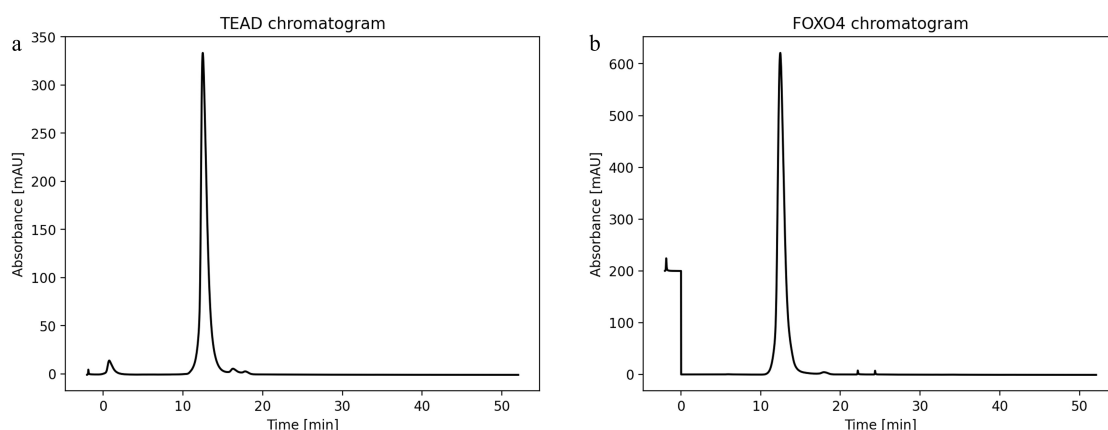 a
TEAD chromatogram
350
300
250
200
150
100
50
0
Absorbance [mAU]
0 10 20 30 40 50
Time [min]
b
FOXO4 chromatogram
600
500
400
300
200
100
0
Absorbance [mAU]
0 10 20 30 40 50
Time [min]